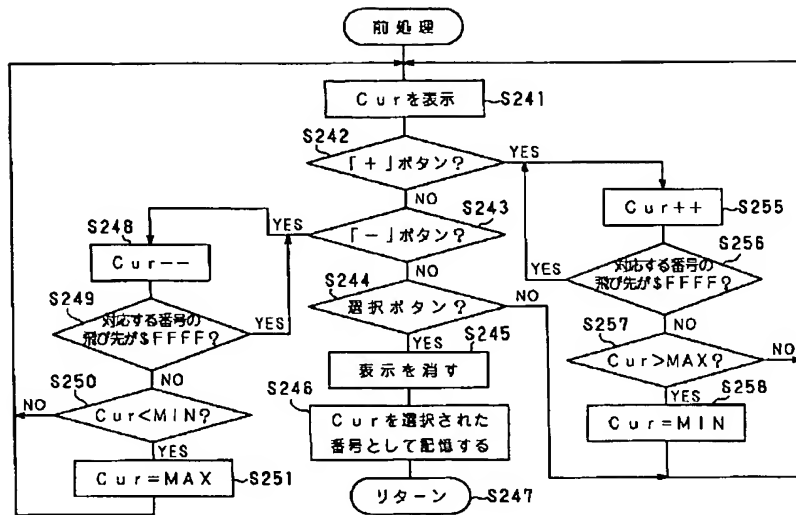 前処理
Curを表示
S241
S242
「+」ボタン?
YES
NO
S243
「-」ボタン?
YES
NO
S244
選択ボタン?
NO
YES
S245
表示を消す
S246
Curを選択された
番号として記憶する
リターン
S247
S248
Cur--
S249
対応する番号の
飛び先が$FFFF?
YES
NO
S250
Cur<MIN?
NO
YES
Cur=MAX
S251
Cur++
S255
S256
対応する番号の
飛び先が$FFFF?
YES
NO
S257
Cur>MAX?
NO
YES
S258
Cur=MIN